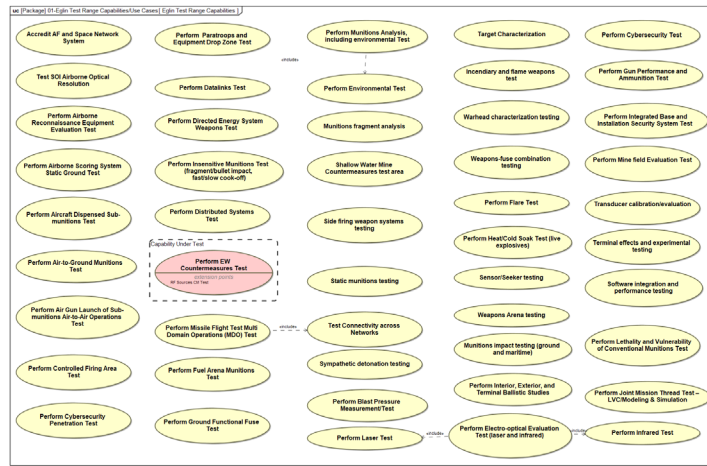 uc [Package] 01-Eglin Test Range Capabilities/Use Cases[ Eglin Test Range Capabilities ]
Accredit AF and Space Network
System
Test SOI Airborne Optical
Resolution
Perform Airborne
Reconnaissance Equipment
Evaluation Test
Perform Airborne Scoring System
Static Ground Test
Perform Aircraft Dispensed Sub-
munitions Test
Perform Air-to-Ground Munitions
Test
Perform Air Gun Launch of Sub-
munitions Air-to-Air Operations
Test
Perform Controlled Firing Area
Test
Perform Cybersecurity
Penetration Test
Perform Paratroops and
Equipment Drop Zone Test
Perform Datalinks Test
Perform Directed Energy System
Weapons Test
Perform Insensitive Munitions Test
(fragment/bullet impact,
fast/slow cook-off)
Perform Distributed Systems
Test
Capability Under Test
Perform EW
Countermeasures Test
extension points
RF Sources Ctl Test
Perform Missile Flight Test Multi
Domain Operations (MDO) Test
Perform Fuel Arena Munitions
Test
Perform Ground Functional Fuse
Test
Perform Munitions Analysis,
including environmental Test
«include»
Perform Environmental Test
Munitions fragment analysis
Shallow Water Mine
Countermeasures test area
Side firing weapon systems
testing
Static munitions testing
«include»
Test Connectivity across
Networks
Sympathetic detonation testing
Perform Blast Pressure
Measurement/Test
Perform Laser Test
Target Characterization
Incendiary and flame weapons
test
Warhead characterization testing
Weapons-fuse combination
testing
Perform Flare Test
Perform Heat/Cold Soak Test (live
explosives)
Sensor/Seeker testing
Weapons Arena testing
Munitions impact testing (ground
and maritime)
Perform Interior, Exterior, and
Terminal Ballistic Studies
«include»
Perform Electro-optical Evaluation
Test (laser and infrared)
«include»
Perform Cybersecurity Test
Perform Gun Performance and
Ammunition Test
Perform Integrated Base and
Installation Security System Test
Perform Mine field Evaluation Test
Transducer calibration/evaluation
Terminal effects and experimental
testing
Software integration and
performance testing
Perform Lethality and Vulnerability
of Conventional Munitions Test
Perform Joint Mission Thread Test –
LVC/Modeling & Simulation
Perform Infrared Test